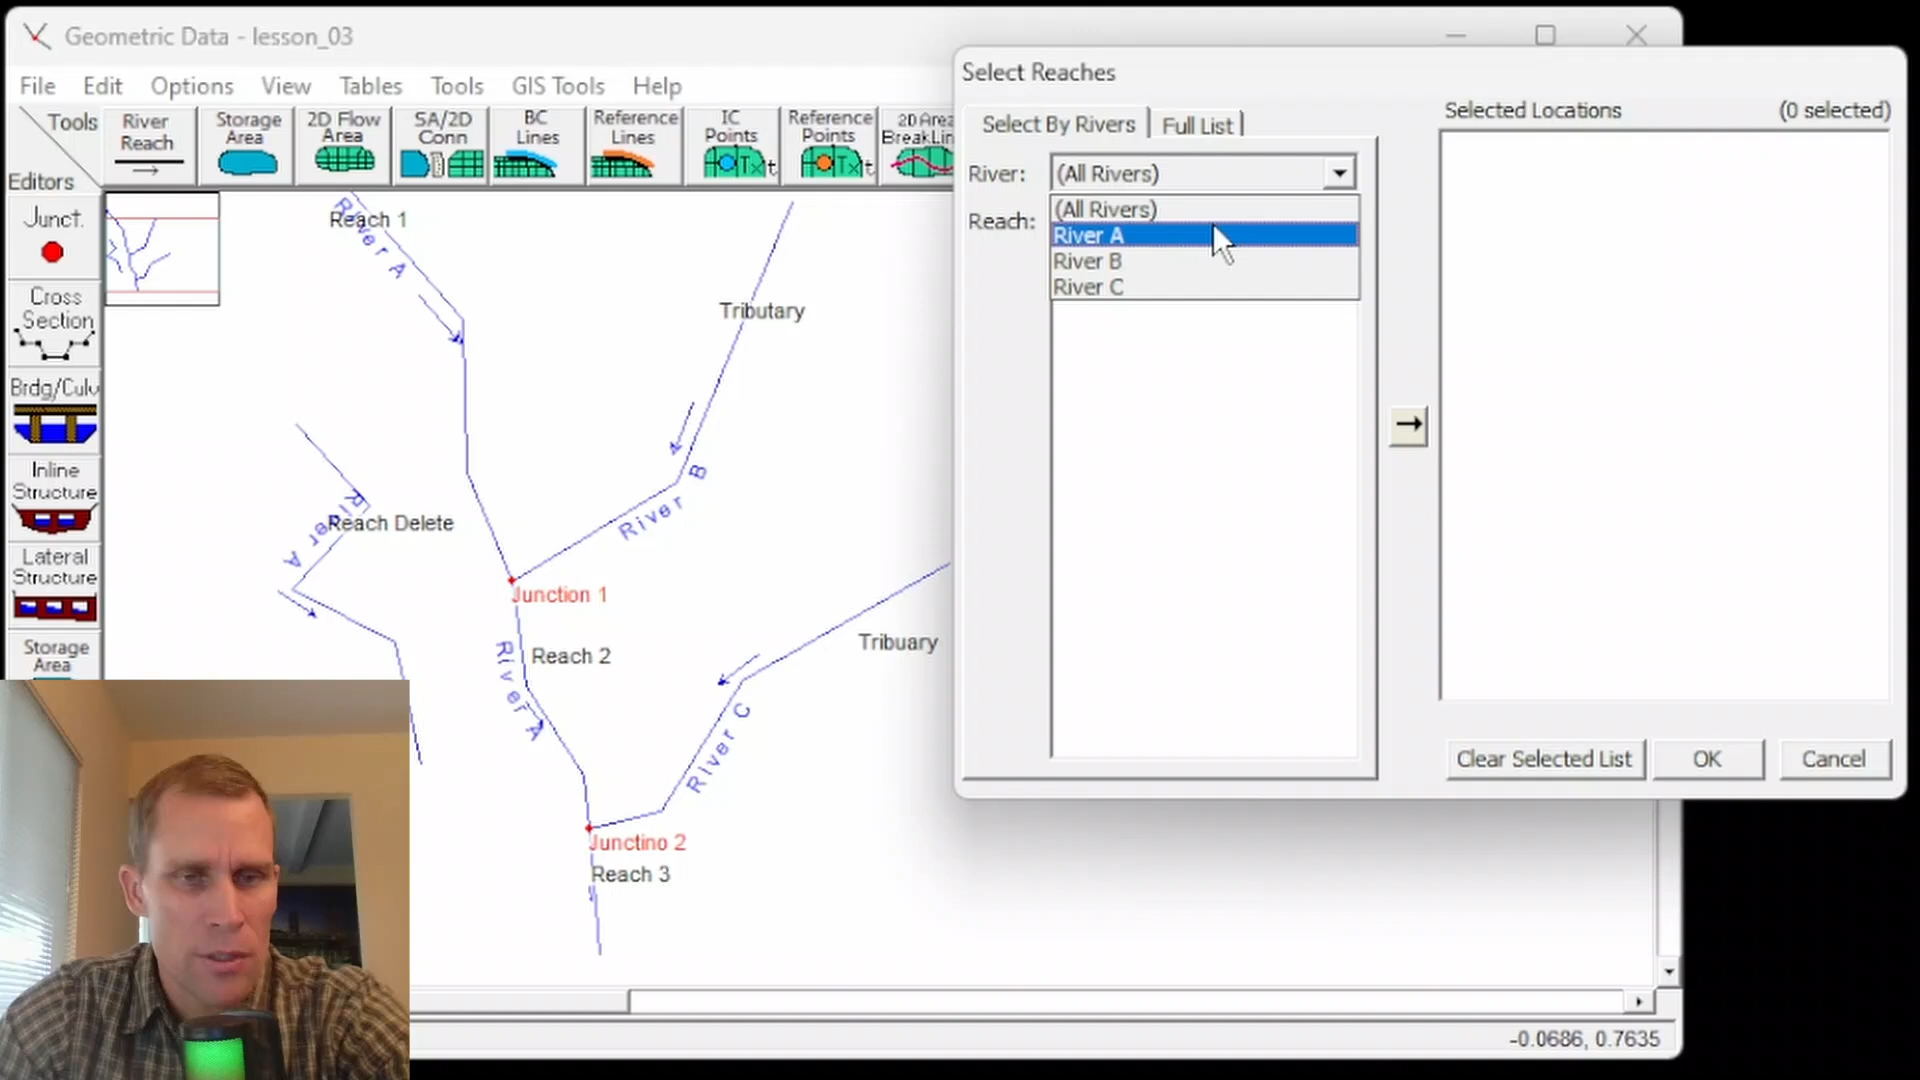 Geometric Data - lesson_03
File Edit Options View Tables Tools GIS Tools Help
Tools
River
Reach
Storage
Area
2D Flow
Area
SA/2D
Conn
BC
Lines
Reference
Lines
IC
Points
Reference
Points
2D Area
BreakLin
Editors
Junct.
Cross
Section
Brdg/Culv
Inline
Structure
Lateral
Structure
Storage
Area
River A
Reach 1
Tributary
River B
River A
Reach Delete
Junction 1
River A
Reach 2
Tribuary
River C
Junctino 2
Reach 3
-0.0686, 0.7635
Select Reaches
Select By Rivers
Full List
River:
(All Rivers)
Reach:
(All Rivers)
River A
River B
River C
Selected Locations
(0 selected)
Clear Selected List
OK
Cancel